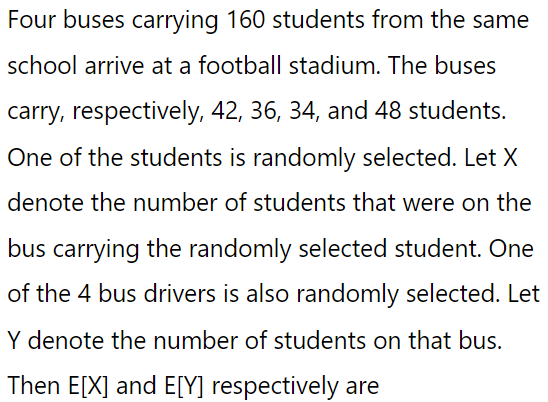 Four buses carrying 160 students from the same
school arrive at a football stadium. The buses
carry, respectively, 42, 36, 34, and 48 students.
One of the students is randomly selected. Let X
denote the number of students that were on the
bus carrying the randomly selected student. One
of the 4 bus drivers is also randomly selected. Let
Y denote the number of students on that bus.
Then E[X] and E[Y] respectively are